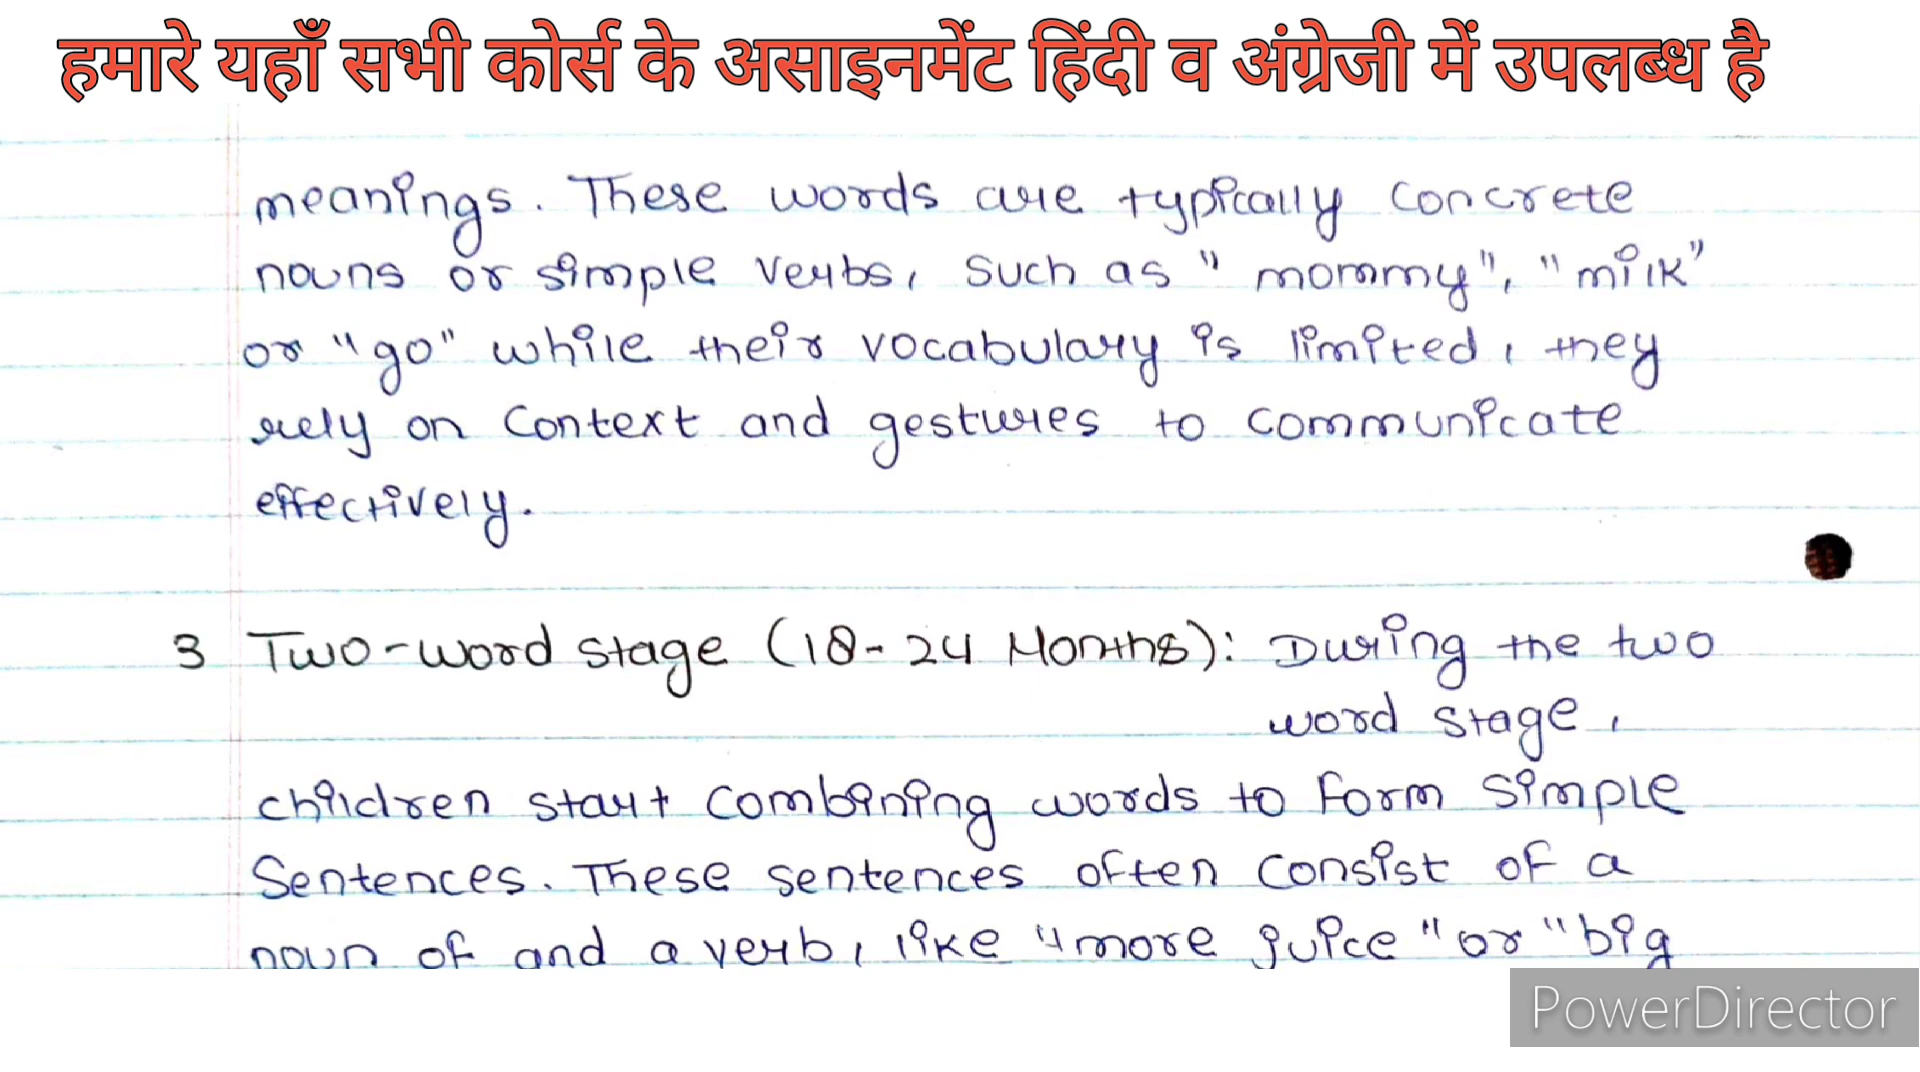 हमारे यहाँ सभी कोर्स के असाइनमेंट हिंदी व अंग्रेजी में उपलब्ध है
meanings. These words are typically concrete
nouns or simple verbs, such as "mommy", "milk"
or "go" while their vocabulary is limited, they
rely on context and gestures to communicate
effectively.
3 Two-word stage (18-24 Months): During the two
word stage,
children start combining words to form simple
Sentences. These sentences often consist of a
noun of and a verb, like "more juice" or "big
PowerDirector